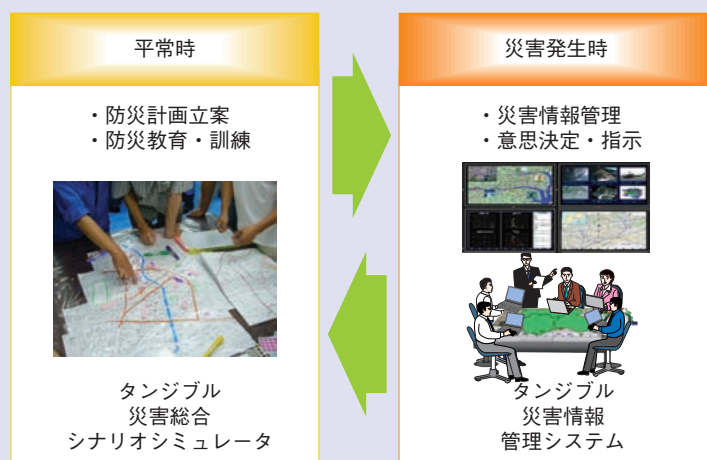 平常時
・防災計画立案
・防災教育・訓練
タンジブル
災害総合
シナリオシミュレータ
災害発生時
・災害情報管理
・意思決定・指示
タンジブル
災害情報
管理システム